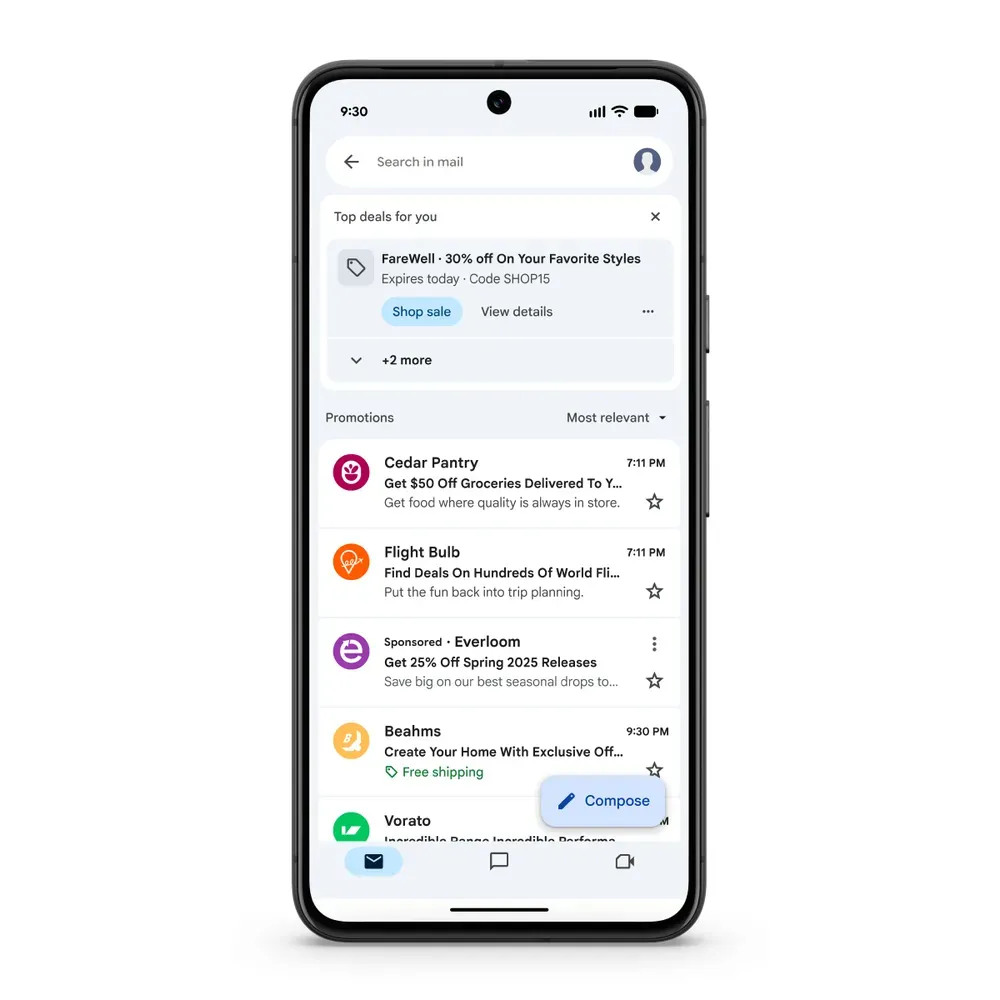 9:30
Search in mail
Top deals for you
FareWell · 30% off On Your Favorite Styles
Expires today · Code SHOP15
Shop sale View details
+2 more
Promotions Most relevant
Cedar Pantry 7:11 PM
Get $50 Off Groceries Delivered To Y...
Get food where quality is always in store.
Flight Bulb 7:11 PM
Find Deals On Hundreds Of World Fli...
Put the fun back into trip planning.
Sponsored · Everloom
Get 25% Off Spring 2025 Releases
Save big on our best seasonal drops to...
Beahms 9:30 PM
Create Your Home With Exclusive Off...
Free shipping
Compose
Vorato
Incredible Range Incredible Performa